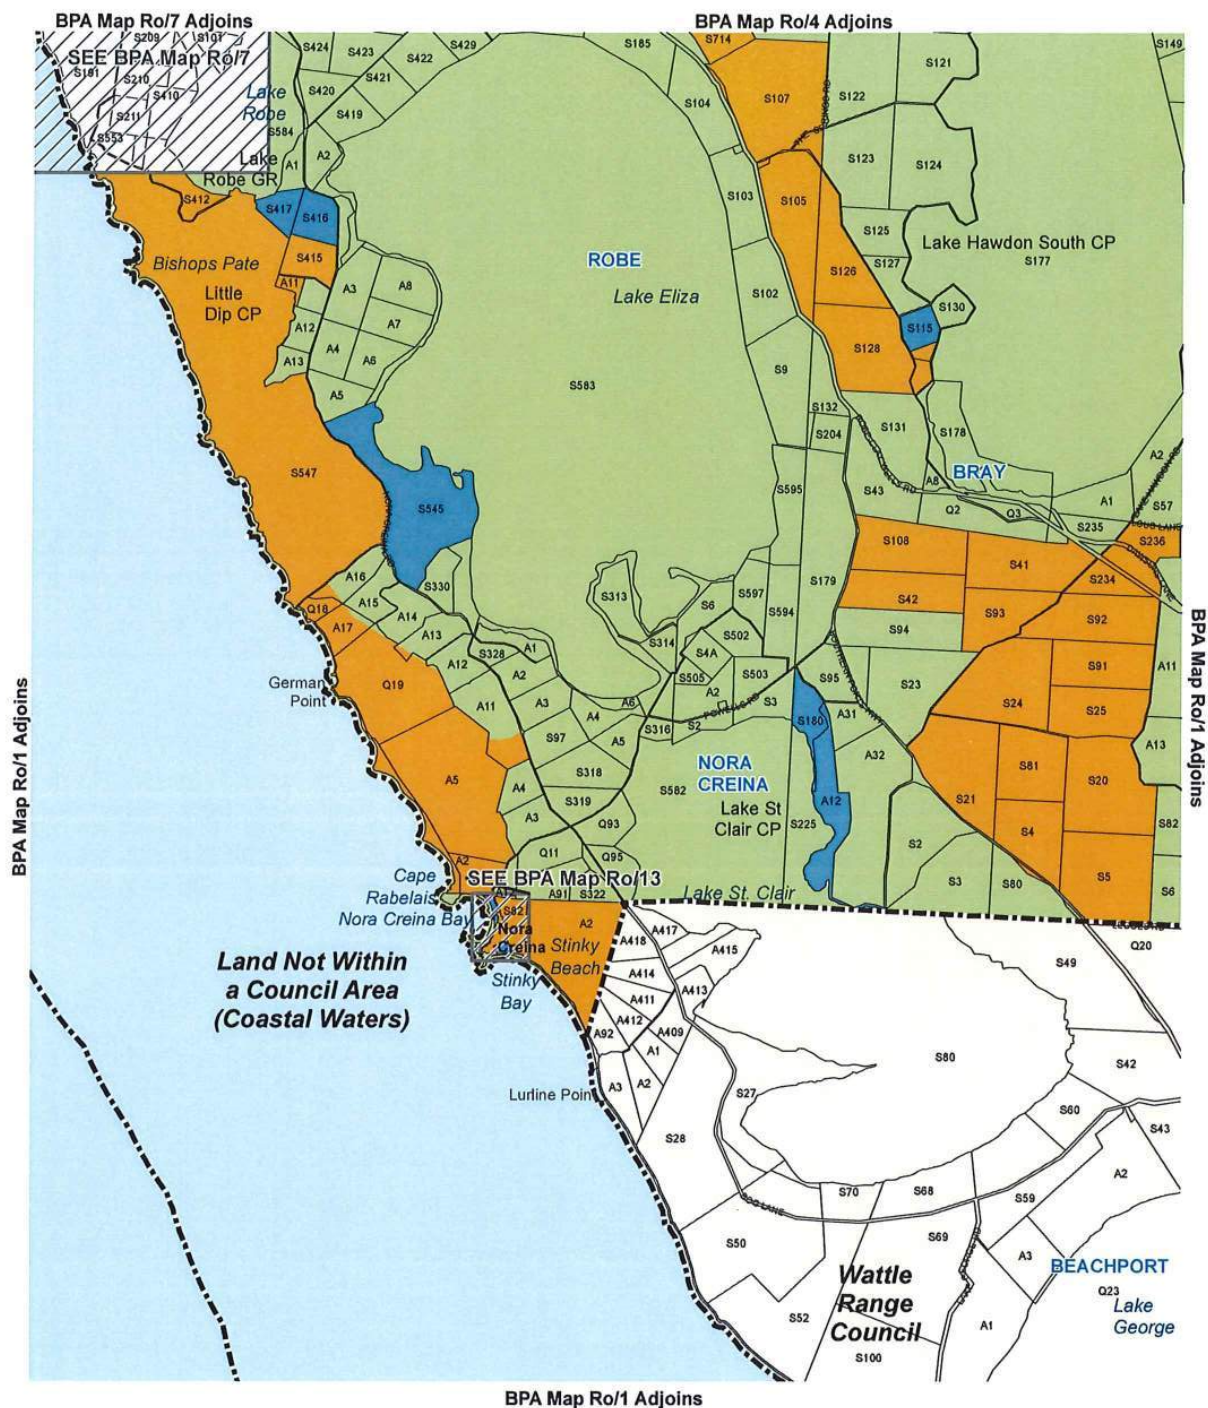 BPA Map Ro/7 Adjoins
BPA Map Ro/4 Adjoins
S209
S101
SEE BPA Map Ro/7
S191
S210
S410
S211
S553
S424
S423
S422
S429
S421
S420
S419
Lake
Robe
S584
Lake
Robe GR
A1
A2
S185
S714
S104
S107
S122
S121
S149
S123
S124
S412
S417
S416
S415
S103
S105
S125
S127
Lake Hawdon South CP
S177
Bishops Pate
Little
Dip CP
A11
A3
A8
A7
A12
A4
A6
A13
A5
ROBE
Lake Eliza
S102
S126
S130
S115
S128
S9
S583
S132
S204
S131
S178
A2
S547
S545
S595
S43
A8
BRAY
Q2
Q3
A1
S57
S235
S236
S108
S41
S234
S179
S42
S93
S92
S94
A16
A15
S330
A14
A13
Q18
A17
A12
S328
A1
A2
S313
S314
S6
S597
S594
S502
S4A
S505
S503
A2
POWELLS RD
S3
S2
S95
S23
S91
A11
S24
S25
German
Point
Q19
A11
A3
A4
A6
S316
S97
A5
S180
A31
A32
A13
S318
NORA
CREINA
Lake St
Clair CP
S582
A12
S225
S81
S20
S21
S4
S82
A5
A4
A3
S319
Q93
S2
S5
S3
S80
S6
A2
Q11
Q95
SEE BPA Map Ro/13
Cape
Rabelais
Nora Creina Bay
A91
S322
Lake St. Clair
S82
Nora
Creina
A2
Stinky
Beach
Stinky
Bay
Land Not Within
a Council Area
(Coastal Waters)
A417
A418
A415
A414
A413
A411
A412
A92
A409
A1
A2
A3
Lurline Point
S49
Q20
S80
S42
S27
S28
S60
S43
A2
S70
S68
S59
BOG LANE
S50
S69
A3
Wattle
Range
Council
BEACHPORT
Q23
Lake
George
S52
A1
S100
BPA Map Ro/1 Adjoins
BPA Map Ro/1 Adjoins
BPA Map Ro/1 Adjoins